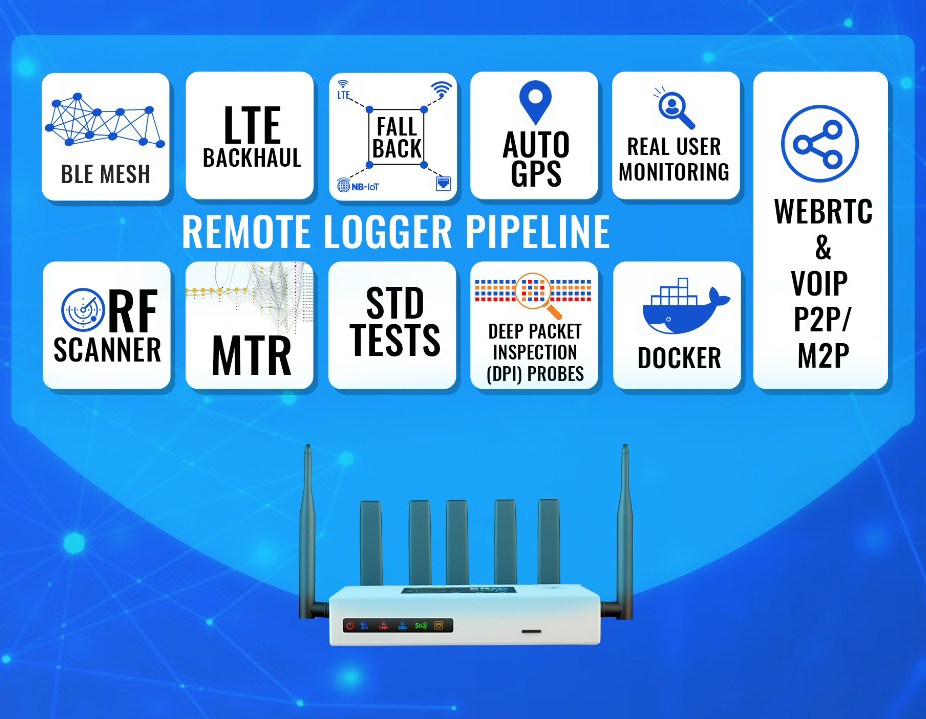 BLE MESH
LTE
BACKHAUL
LTE
FALL
BACK
NB-IoT
AUTO
GPS
REAL USER
MONITORING
WEBRTC
&
VOIP
P2P/
M2P
REMOTE LOGGER PIPELINE
RF
SCANNER
MTR
STD
TESTS
DEEP PACKET
INSPECTION
(DPI) PROBES
DOCKER
5G